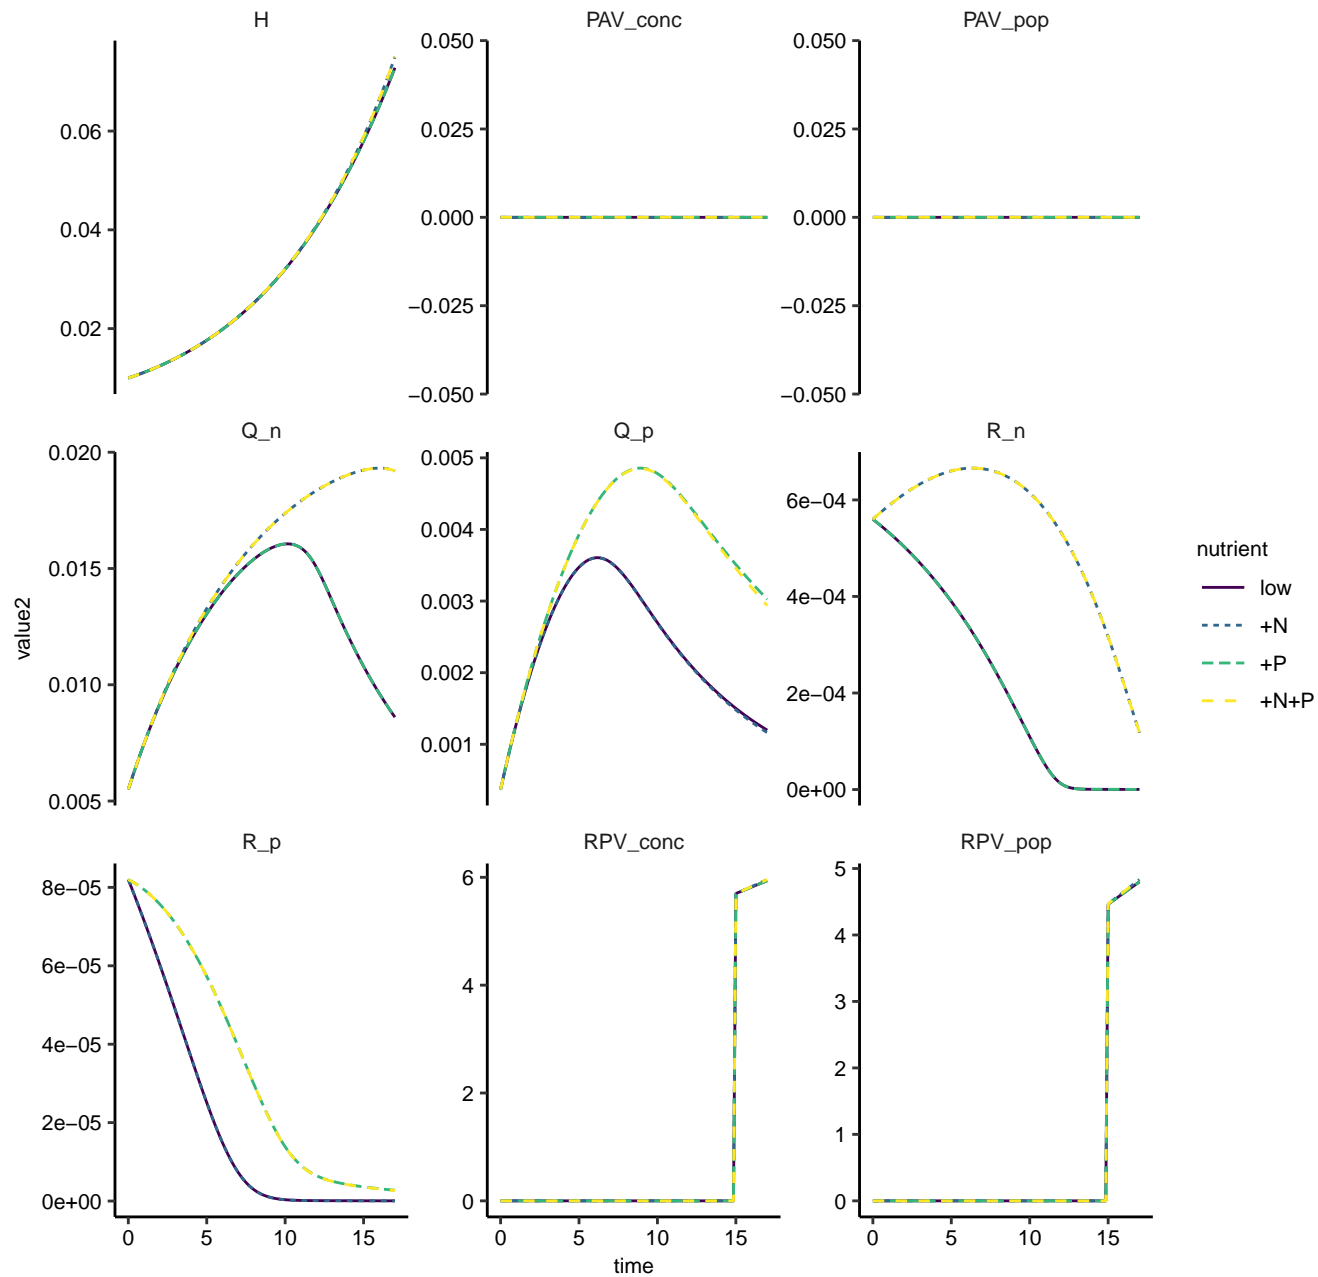 H
PAV_conc
PAV_pop
0.06
0.04
0.02
0.050
0.025
0.000
−0.025
−0.050
0.050
0.025
0.000
−0.025
−0.050
Q_n
Q_p
R_n
0.020
0.015
0.010
0.005
0.005
0.004
0.003
0.002
0.001
6e−04
4e−04
2e−04
0e+00
R_p
RPV_conc
RPV_pop
8e−05
6e−05
4e−05
2e−05
0e+00
6
4
2
0
5
4
3
2
1
0
0 5 10 15
0 5 10 15
0 5 10 15
time
value2
nutrient
low
+N
+P
+N+P